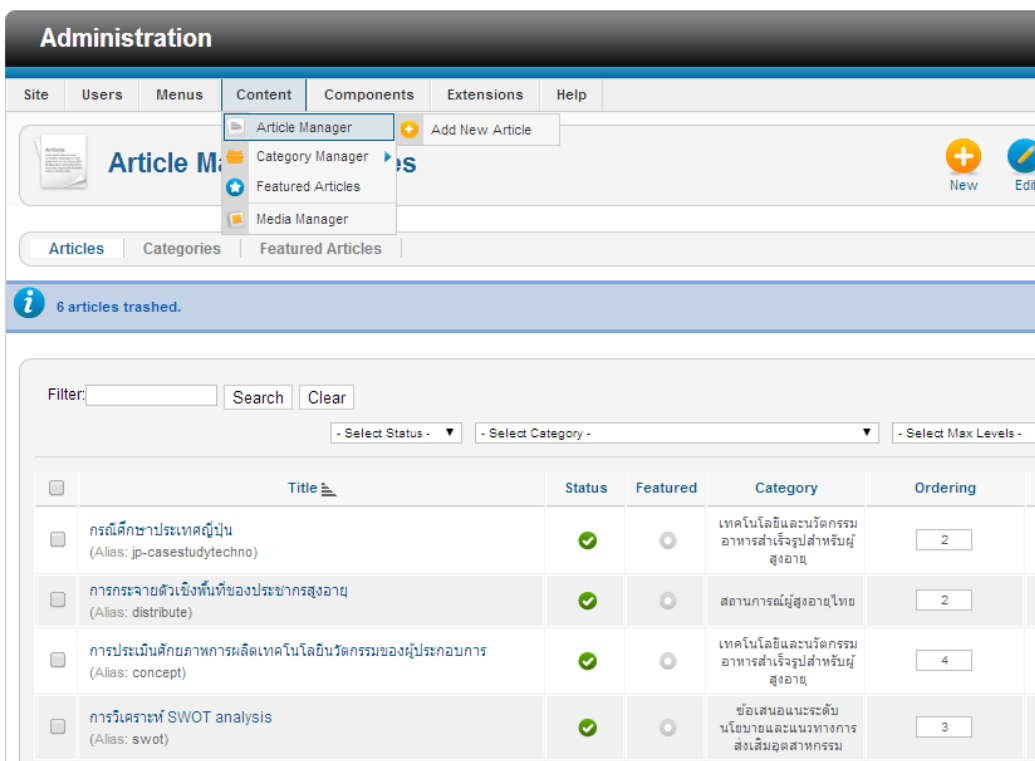 Administration
Site Users Menus Content Components Extensions Help
Article Manager Add New Article
Category Manager
Featured Articles
Media Manager
Article Ma es
New Edit
Articles Categories Featured Articles
6 articles trashed.
Filter: Search Clear
- Select Status - - Select Category - - Select Max Levels -
Title Status Featured Category Ordering
กรณีศึกษาประเทศญี่ปุ่น
(Alias: jp-casestudytechno)
เทคโนโลยีและนวัตกรรม
อาหารสำเร็จรูปสำหรับผู้
สูงอายุ
2
การกระจายตัวเชิงพื้นที่ของประชากรสูงอายุ
(Alias: distribute)
สถานการณ์ผู้สูงอายุไทย
2
การประเมินศักยภาพการผลิตเทคโนโลยีนวัตกรรมของผู้ประกอบการ
(Alias: concept)
เทคโนโลยีและนวัตกรรม
อาหารสำเร็จรูปสำหรับผู้
สูงอายุ
4
การวิเคราะห์ SWOT analysis
(Alias: swot)
ข้อเสนอแนะระดับ
นโยบายและแนวทางการ
ส่งเสริมอุตสาหกรรม
3